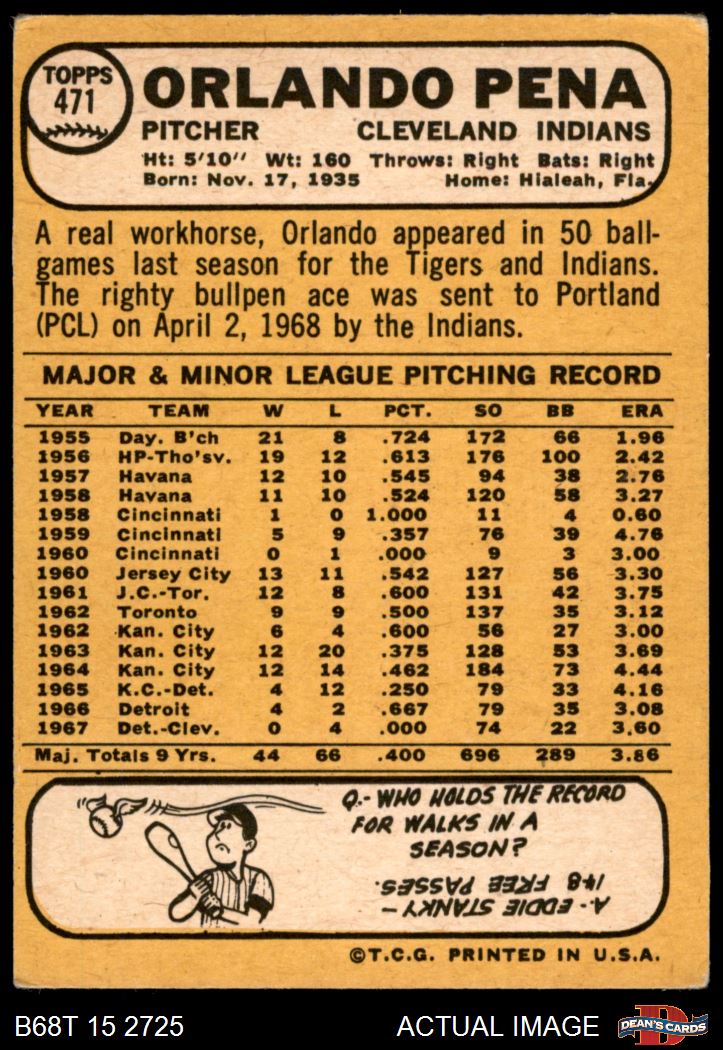 TOPPS
471
ORLANDO PENA
PITCHER CLEVELAND INDIANS
Ht: 5'10" Wt: 160 Throws: Right Bats: Right
Born: Nov. 17, 1935 Home: Hialeah, Fla.
A real workhorse, Orlando appeared in 50 ball-
games last season for the Tigers and Indians.
The righty bullpen ace was sent to Portland
(PCL) on April 2, 1968 by the Indians.
MAJOR & MINOR LEAGUE PITCHING RECORD
YEAR TEAM W L PCT. SO BB ERA
1955 Day. B'ch 21 8 .724 172 66 1.96
1956 HP-Tho'sv. 19 12 .613 176 100 2.42
1957 Havana 12 10 .545 94 38 2.76
1958 Havana 11 10 .524 120 58 3.27
1958 Cincinnati 1 0 1.000 11 4 0.60
1959 Cincinnati 5 9 .357 76 39 4.76
1960 Cincinnati 0 1 .000 9 3 3.00
1960 Jersey City 13 11 .542 127 56 3.30
1961 J.C.-Tor. 12 8 .600 131 42 3.75
1962 Toronto 9 9 .500 137 35 3.12
1962 Kan. City 6 4 .600 56 27 3.00
1963 Kan. City 12 20 .375 128 53 3.69
1964 Kan. City 12 14 .462 184 73 4.44
1965 K.C.-Det. 4 12 .250 79 33 4.16
1966 Detroit 4 2 .667 79 35 3.08
1967 Det.-Clev. 0 4 .000 74 22 3.60
Maj. Totals 9 Yrs. 44 66 .400 696 289 3.86
Q.- WHO HOLDS THE RECORD
FOR WALKS IN A
SEASON?
A- EDDIE STANKY -
148 FREE PASSES.
©T.C.G. PRINTED IN U.S.A.
B68T 15 2725 ACTUAL IMAGE
D
DEAN'S CARDS